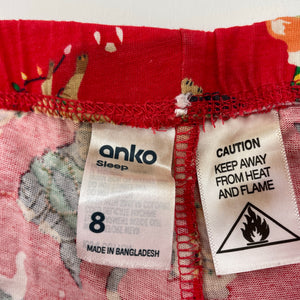 anko
Sleep
8
MADE IN BANGLADESH
CAUTION
KEEP AWAY
FROM HEAT
AND FLAME